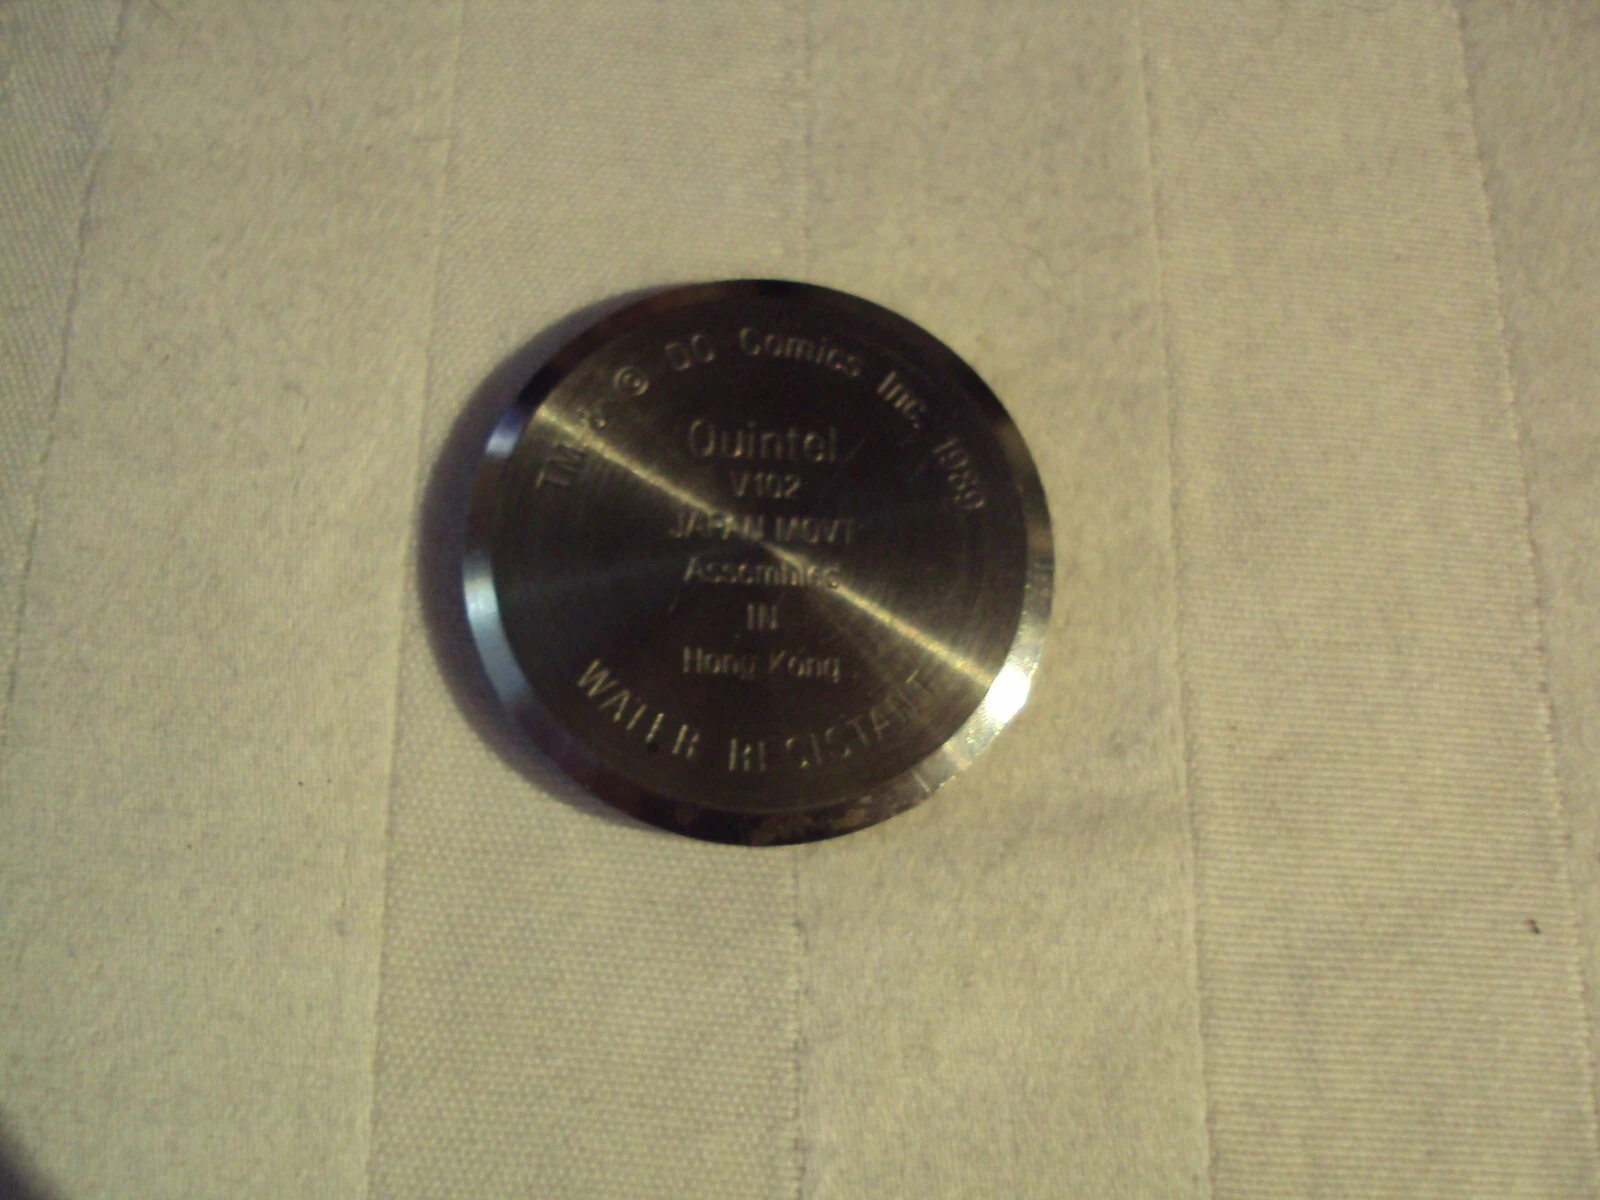 TM & © DC Comics Inc. 1989
Quintel
V102
JAPAN MOVT
Assembled
IN
Hong Kong
WATER RESISTANT